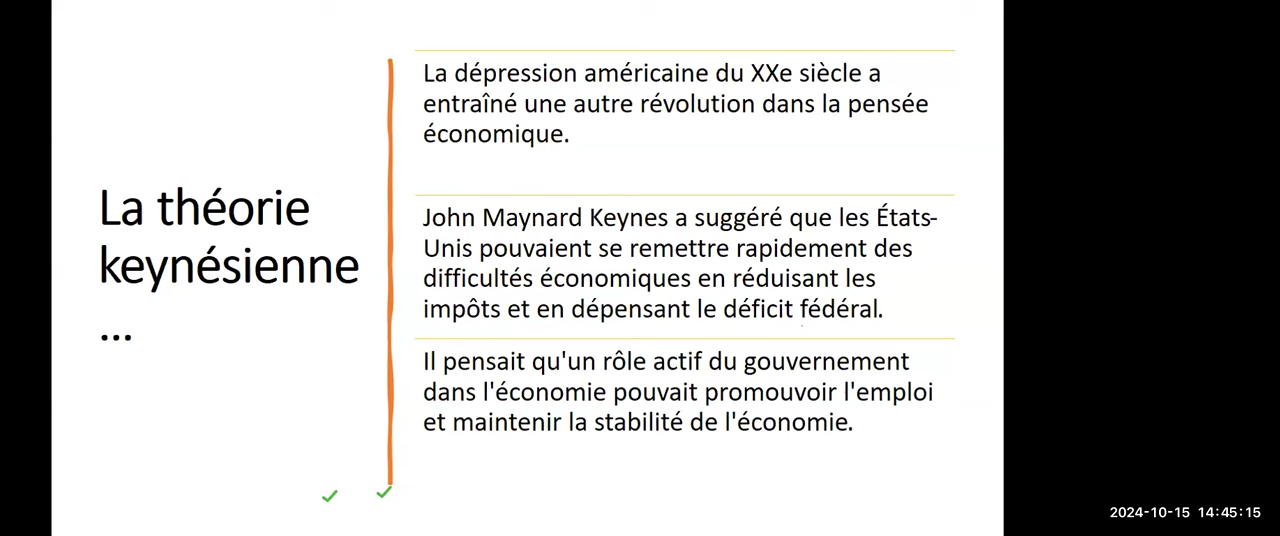 La théorie
keynésienne
...
La dépression américaine du XXe siècle a
entraîné une autre révolution dans la pensée
économique.
John Maynard Keynes a suggéré que les États-
Unis pouvaient se remettre rapidement des
difficultés économiques en réduisant les
impôts et en dépensant le déficit fédéral.
Il pensait qu'un rôle actif du gouvernement
dans l'économie pouvait promouvoir l'emploi
et maintenir la stabilité de l'économie.
2024-10-15 14:45:15